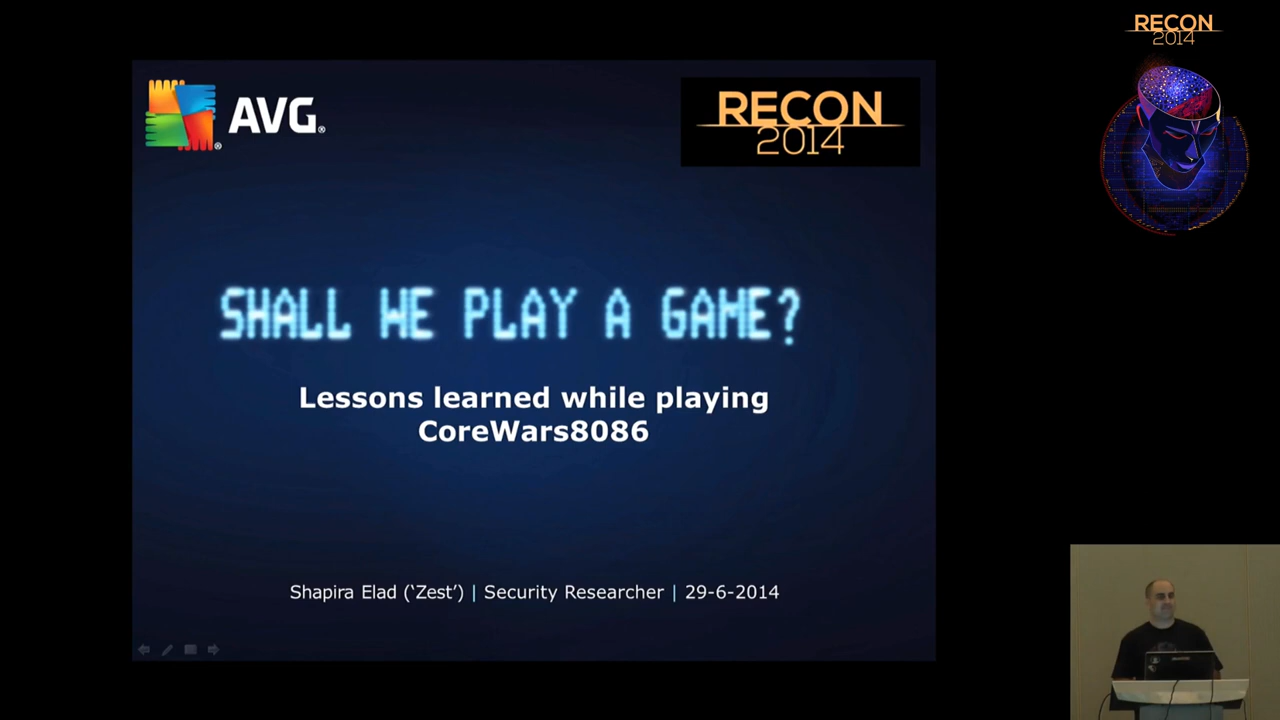 RECON
2014
AVG
RECON
2014
SHALL WE PLAY A GAME?
Lessons learned while playing
CoreWars8086
Shapira Elad (‘Zest’) | Security Researcher | 29-6-2014